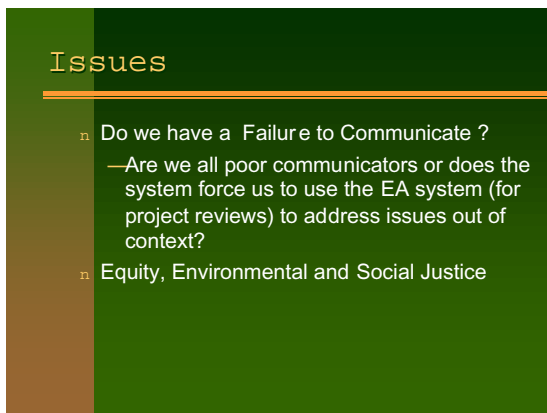 Issues
n Do we have a Failure to Communicate ?
—Are we all poor communicators or does the
system force us to use the EA system (for
project reviews) to address issues out of
context?
n Equity, Environmental and Social Justice